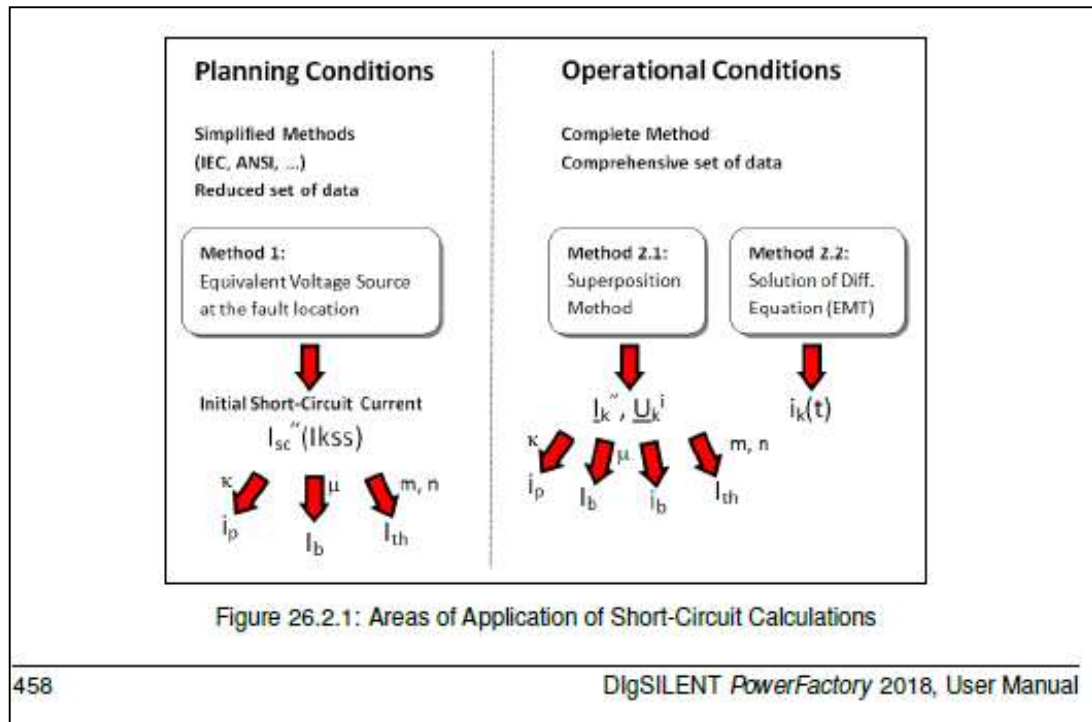 Planning Conditions
Simplified Methods
(IEC, ANSI, ...)
Reduced set of data
Method 1:
Equivalent Voltage Source
at the fault location
Initial Short-Circuit Current
Isc″(Ikss)
κ
μ
m, n
ip
Ib
Ith
Operational Conditions
Complete Method
Comprehensive set of data
Method 2.1:
Superposition
Method
Method 2.2:
Solution of Diff.
Equation (EMT)
Ik″, Uki
ik(t)
κ
μ
m, n
ip
Ib
ib
Ith
Figure 26.2.1: Areas of Application of Short-Circuit Calculations
458
DIgSILENT PowerFactory 2018, User Manual